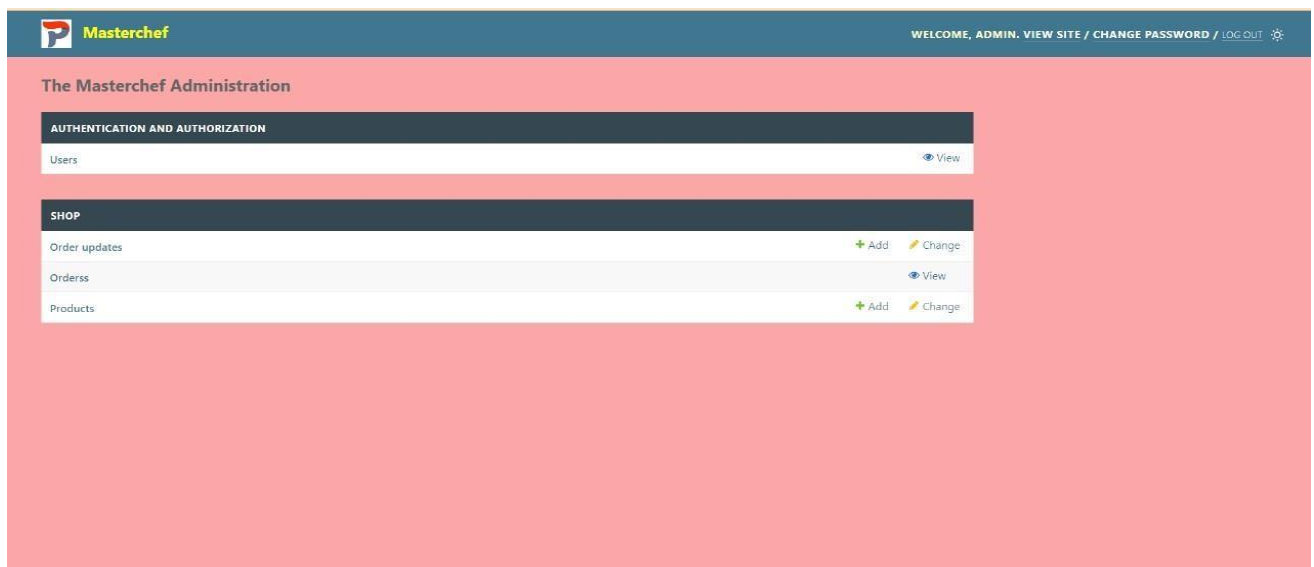 Masterchef
WELCOME, ADMIN. VIEW SITE / CHANGE PASSWORD / LOG OUT
The Masterchef Administration
AUTHENTICATION AND AUTHORIZATION
Users View
SHOP
Order updates Add Change
Orderss View
Products Add Change